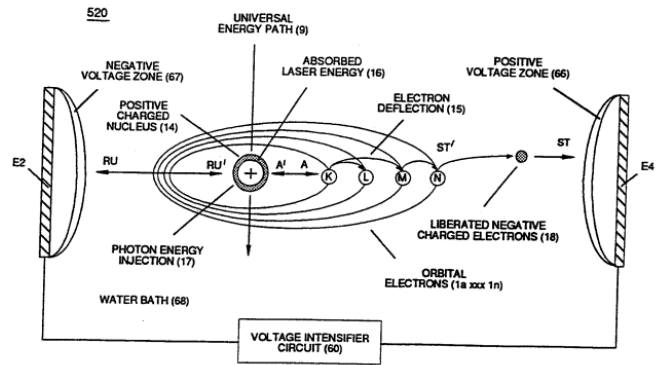 520
UNIVERSAL
ENERGY PATH (9)
NEGATIVE
VOLTAGE ZONE (67)
ABSORBED
LASER ENERGY (16)
POSITIVE
VOLTAGE ZONE (66)
POSITIVE
CHARGED
NUCLEUS (14)
ELECTRON
DEFLECTION (15)
E2
RU
RU'
+
A'
A
K
L
M
N
ST'
ST
E4
LIBERATED NEGATIVE
CHARGED ELECTRONS (18)
PHOTON ENERGY
INJECTION (17)
ORBITAL
ELECTRONS (1a xxx 1n)
WATER BATH (68)
VOLTAGE INTENSIFIER
CIRCUIT (60)